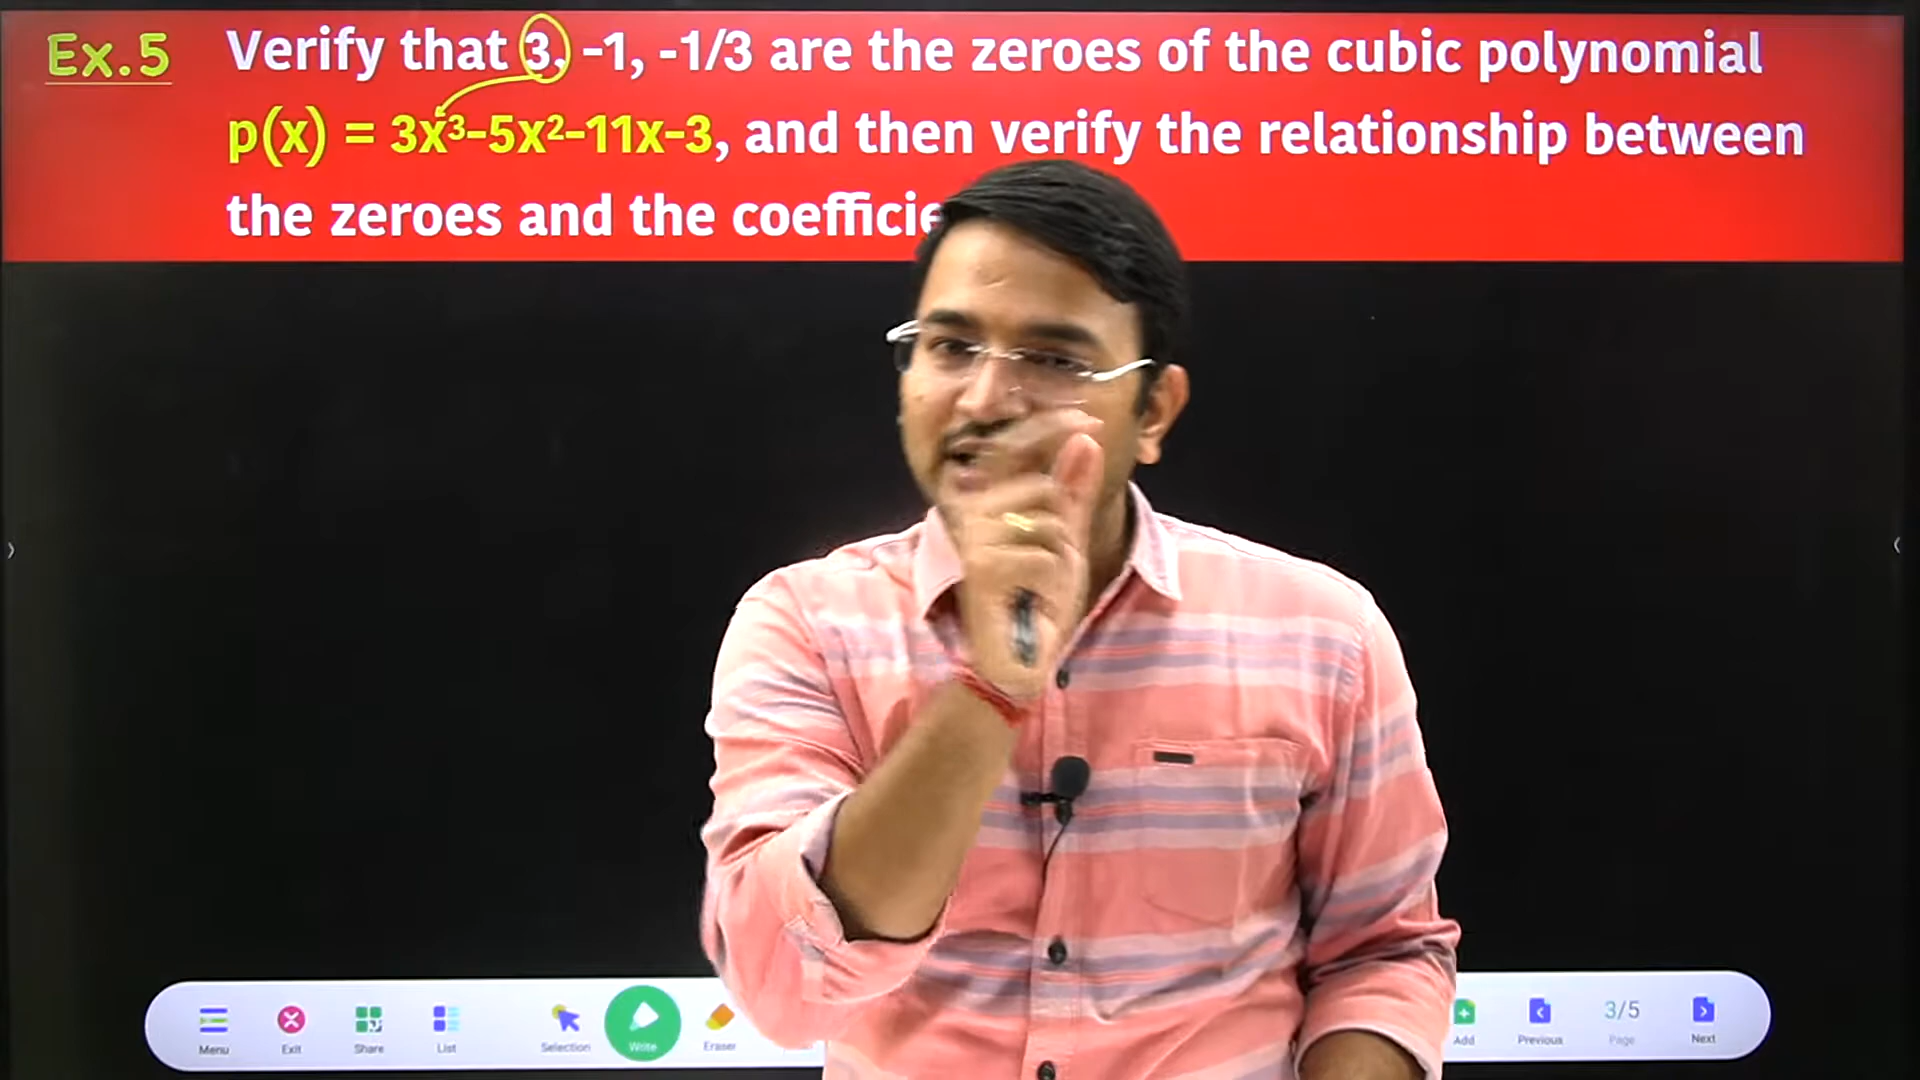 Ex.5 Verify that 3, -1, -1/3 are the zeroes of the cubic polynomial
p(x) = 3x³-5x²-11x-3, and then verify the relationship between
the zeroes and the
Menu Exit Share List Selection Write Eraser Add Previous 3/5 Page Next